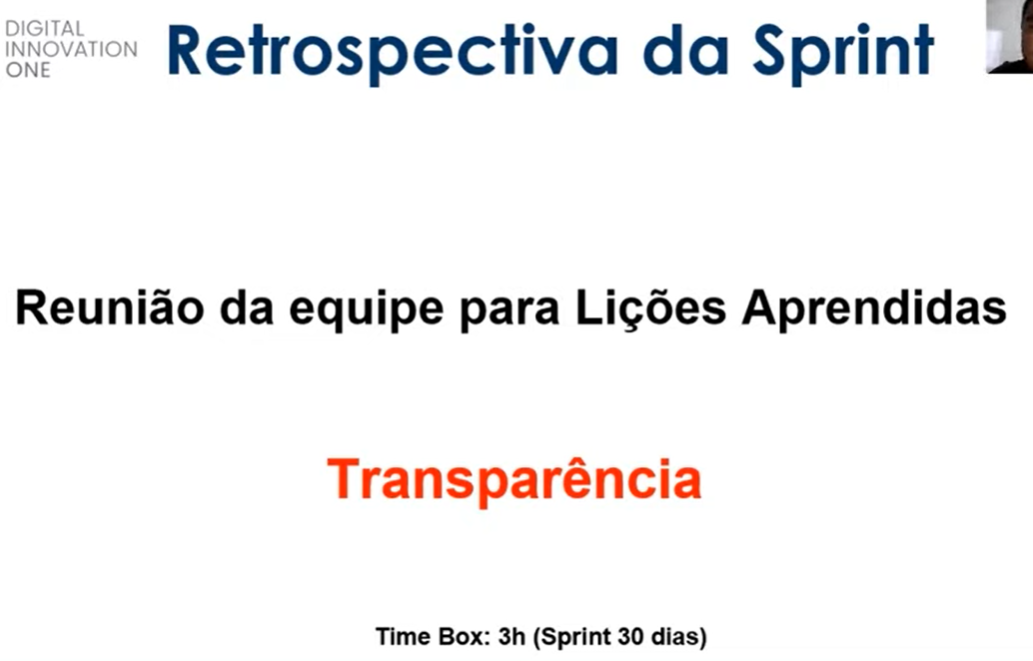 DIGITAL
INNOVATION
ONE
Retrospectiva da Sprint
Reunião da equipe para Lições Aprendidas
Transparência
Time Box: 3h (Sprint 30 dias)